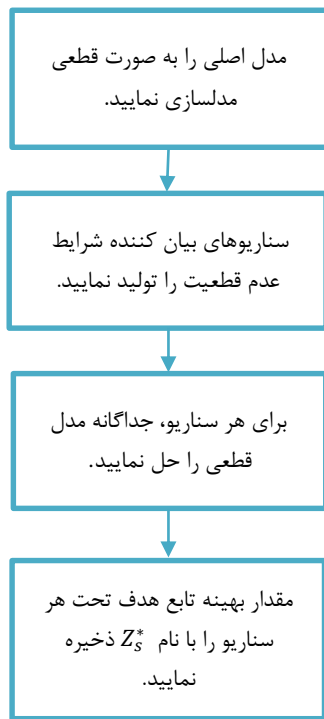 مدل اصلی را به صورت قطعی
مدلسازی نمایید.
سناریوهای بیان کننده شرایط
عدم قطعیت را تولید نمایید.
برای هر سناریو، جداگانه مدل
قطعی را حل نمایید.
مقدار بهینه تابع هدف تحت هر
سناریو را با نام $Z_s^*$ ذخیره
نمایید.